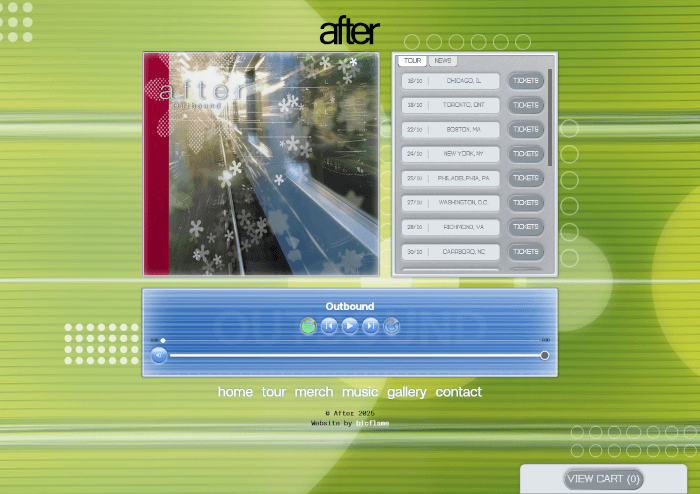 after
after
outbound
TOUR NEWS
16/10 CHICAGO, IL TICKETS
19/10 TORONTO, ONT TICKETS
22/10 BOSTON, MA TICKETS
24/10 NEW YORK, NY TICKETS
25/10 PHILADELPHIA, PA TICKETS
27/10 WASHINGTON, D.C. TICKETS
28/10 RICHMOND, VA TICKETS
30/10 CARRBORO, NC TICKETS
Outbound
OUTBOUND
home tour merch music gallery contact
© After 2025
Website by bicflame
VIEW CART (0)